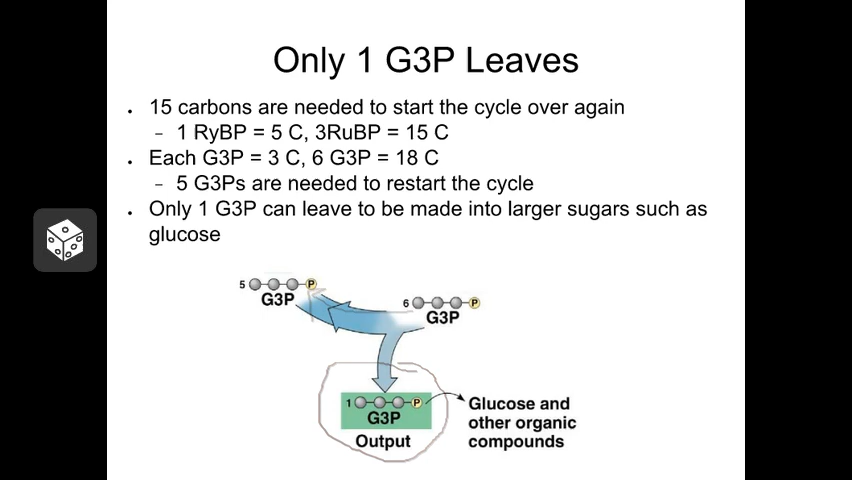 Only 1 G3P Leaves
15 carbons are needed to start the cycle over again
– 1 RyBP = 5 C, 3RuBP = 15 C
Each G3P = 3 C, 6 G3P = 18 C
– 5 G3Ps are needed to restart the cycle
Only 1 G3P can leave to be made into larger sugars such as
glucose
5 P
G3P
6 P
G3P
1 P
G3P
Output
Glucose and
other organic
compounds